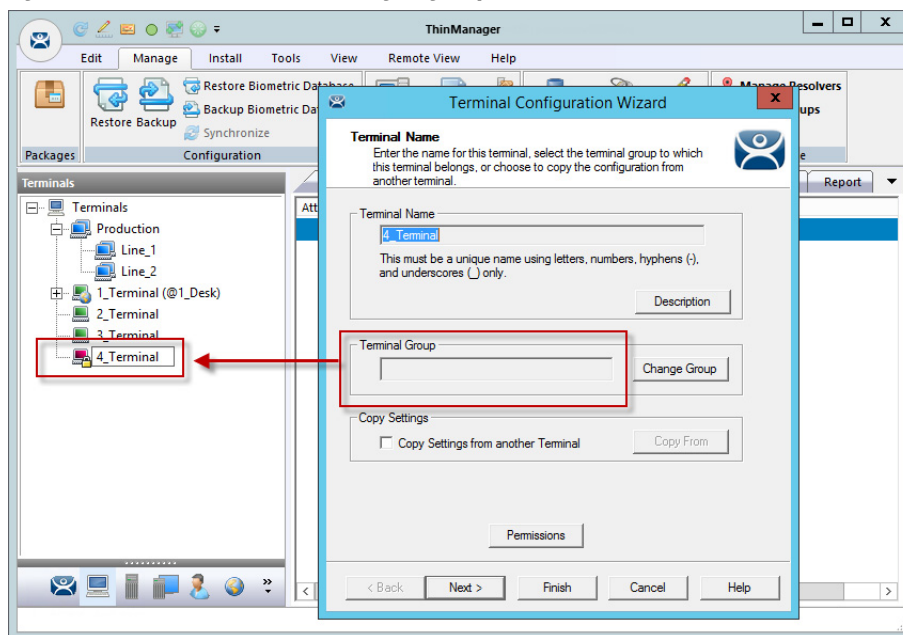 ThinManager
Edit Manage Install Tools View Remote View Help
Restore Backup
Restore Biometric Database
Backup Biometric Da
Synchronize
Manage Resolvers
ups
Packages
Configuration
e
Terminals
Att
Report
Terminals
Production
Line_1
Line_2
1_Terminal (@1_Desk)
2_Terminal
3_Terminal
4_Terminal
Terminal Configuration Wizard
X
Terminal Name
Enter the name for this terminal, select the terminal group to which
this terminal belongs, or choose to copy the configuration from
another terminal.
Terminal Name
4_Terminal
This must be a unique name using letters, numbers, hyphens (-),
and underscores (_) only.
Description
Terminal Group
Change Group
Copy Settings
Copy Settings from another Terminal
Copy From
Permissions
< Back Next > Finish Cancel Help